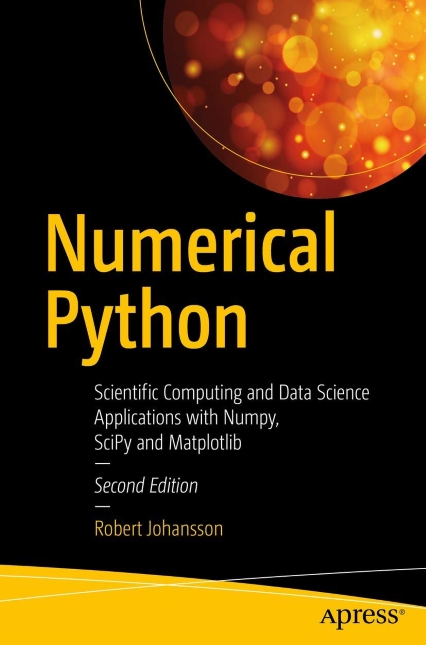 Numerical
Python
Scientific Computing and Data Science
Applications with Numpy,
SciPy and Matplotlib
—
Second Edition
—
Robert Johansson
Apress®